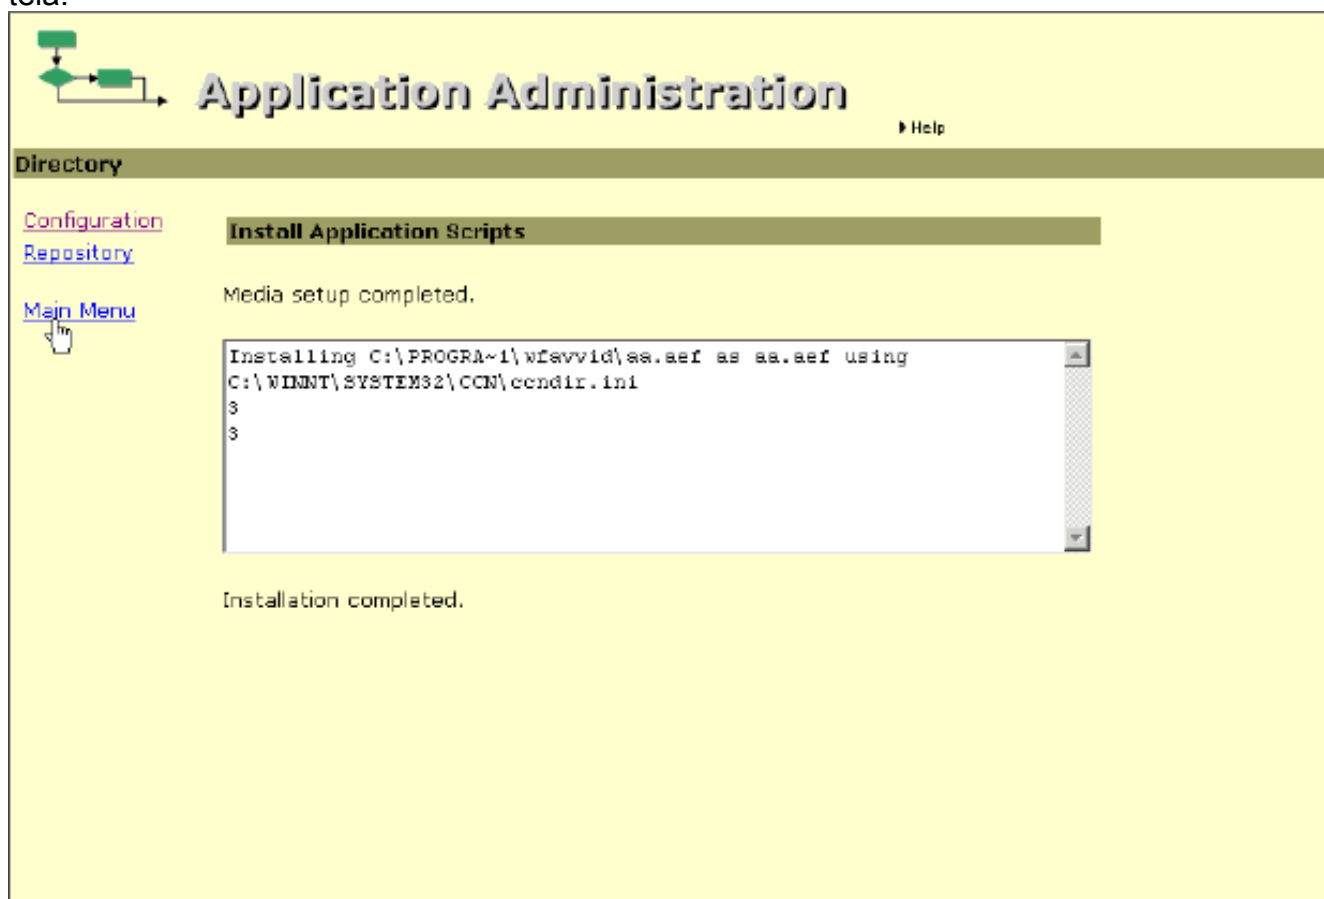 tela.
Application Administration
Help
Directory
Configuration
Repository
Main Menu
Install Application Scripts
Media setup completed.
Installing C:\PROGRA~1\wfavvid\aa.aef as aa.aef using
C:\WINNT\SYSTEM32\CCN\ccndir.ini
3
3
Installation completed.